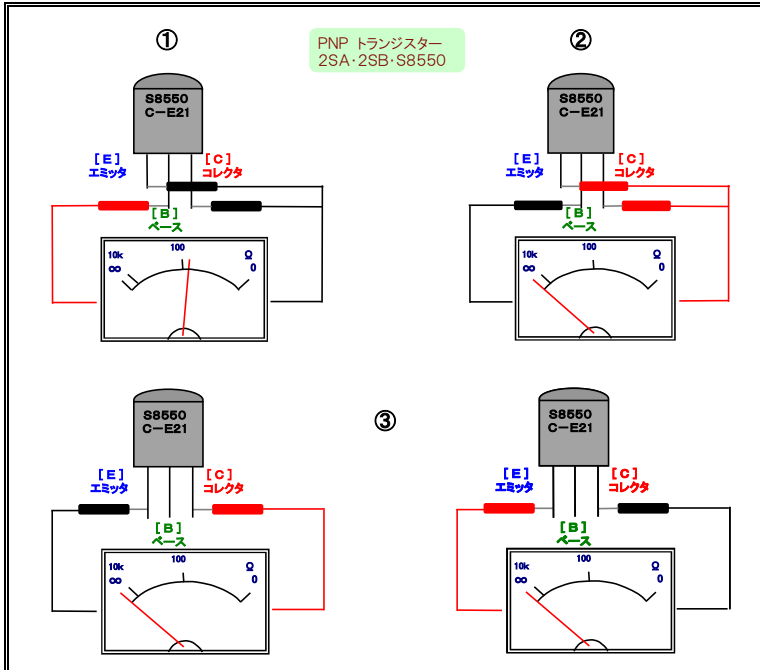 ①
PNP トランジスター
2SA・2SB・S8550
②
S8550
C-E21
[E]
エミッタ
[C]
コレクタ
[B]
ベース
10k
∞
100
Ω
0
S8550
C-E21
[E]
エミッタ
[C]
コレクタ
[B]
ベース
10k
∞
100
Ω
0
③
S8550
C-E21
[E]
エミッタ
[C]
コレクタ
[B]
ベース
10k
∞
100
Ω
0
S8550
C-E21
[E]
エミッタ
[C]
コレクタ
[B]
ベース
10k
∞
100
Ω
0